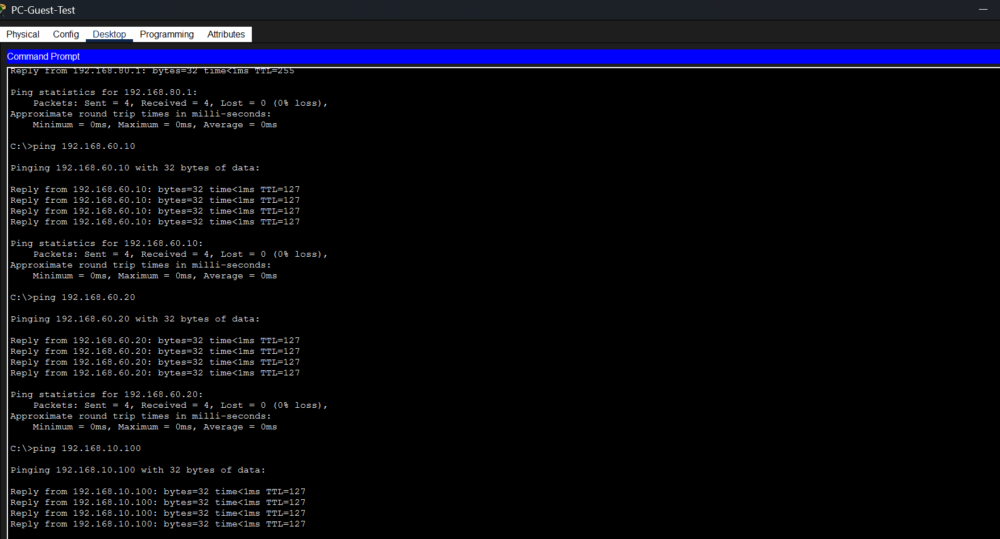 PC-Guest-Test
Physical Config Desktop Programming Attributes
Command Prompt
Reply from 192.168.80.1: bytes=32 time<1ms TTL=255
Ping statistics for 192.168.80.1:
    Packets: Sent = 4, Received = 4, Lost = 0 (0% loss),
Approximate round trip times in milli-seconds:
    Minimum = 0ms, Maximum = 0ms, Average = 0ms
C:\>ping 192.168.60.10
Pinging 192.168.60.10 with 32 bytes of data:
Reply from 192.168.60.10: bytes=32 time<1ms TTL=127
Reply from 192.168.60.10: bytes=32 time<1ms TTL=127
Reply from 192.168.60.10: bytes=32 time<1ms TTL=127
Reply from 192.168.60.10: bytes=32 time<1ms TTL=127
Ping statistics for 192.168.60.10:
    Packets: Sent = 4, Received = 4, Lost = 0 (0% loss),
Approximate round trip times in milli-seconds:
    Minimum = 0ms, Maximum = 0ms, Average = 0ms
C:\>ping 192.168.60.20
Pinging 192.168.60.20 with 32 bytes of data:
Reply from 192.168.60.20: bytes=32 time<1ms TTL=127
Reply from 192.168.60.20: bytes=32 time<1ms TTL=127
Reply from 192.168.60.20: bytes=32 time<1ms TTL=127
Reply from 192.168.60.20: bytes=32 time<1ms TTL=127
Ping statistics for 192.168.60.20:
    Packets: Sent = 4, Received = 4, Lost = 0 (0% loss),
Approximate round trip times in milli-seconds:
    Minimum = 0ms, Maximum = 0ms, Average = 0ms
C:\>ping 192.168.10.100
Pinging 192.168.10.100 with 32 bytes of data:
Reply from 192.168.10.100: bytes=32 time<1ms TTL=127
Reply from 192.168.10.100: bytes=32 time<1ms TTL=127
Reply from 192.168.10.100: bytes=32 time<1ms TTL=127
Reply from 192.168.10.100: bytes=32 time<1ms TTL=127